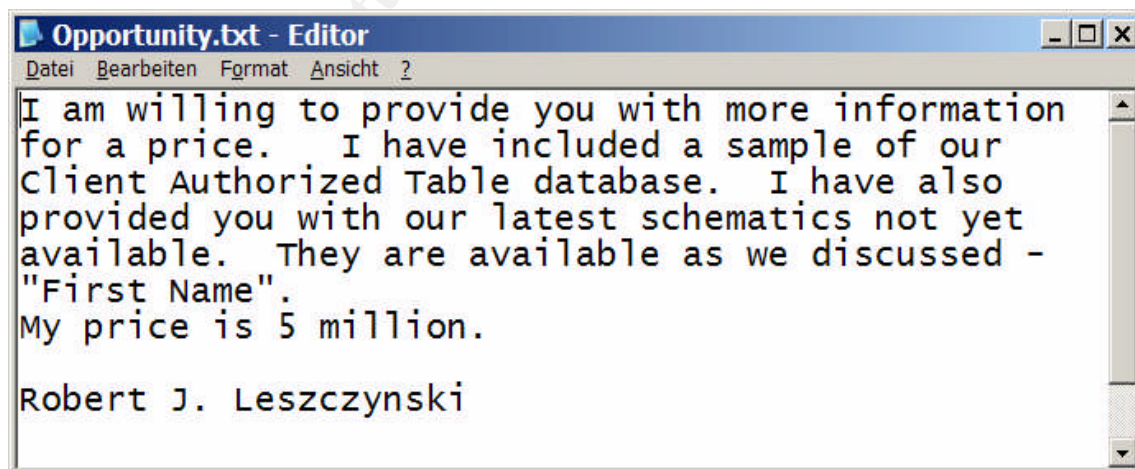 Opportunity.txt - Editor
Datei Bearbeiten Format Ansicht ?
I am willing to provide you with more information
for a price.   I have included a sample of our
Client Authorized Table database.  I have also
provided you with our latest schematics not yet
available.  They are available as we discussed -
"First Name".
My price is 5 million.

Robert J. Leszczynski